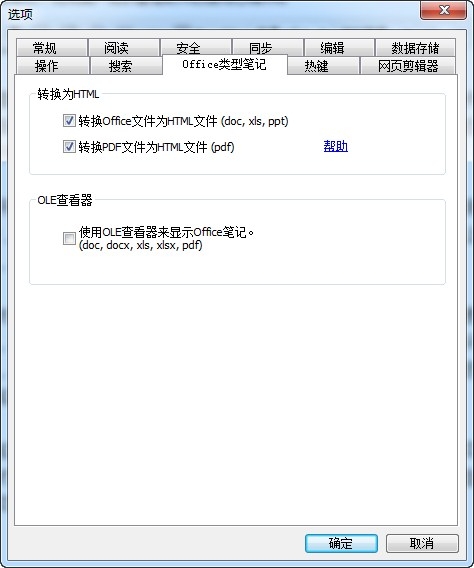 选项
常规 阅读 安全 同步 编辑 数据存储
操作 搜索 Office类型笔记 热键 网页剪辑器
转换为HTML
转换Office文件为HTML文件 (doc, xls, ppt)
转换PDF文件为HTML文件 (pdf) 帮助
OLE查看器
使用OLE查看器来显示Office笔记。
(doc, docx, xls, xlsx, pdf)
确定 取消